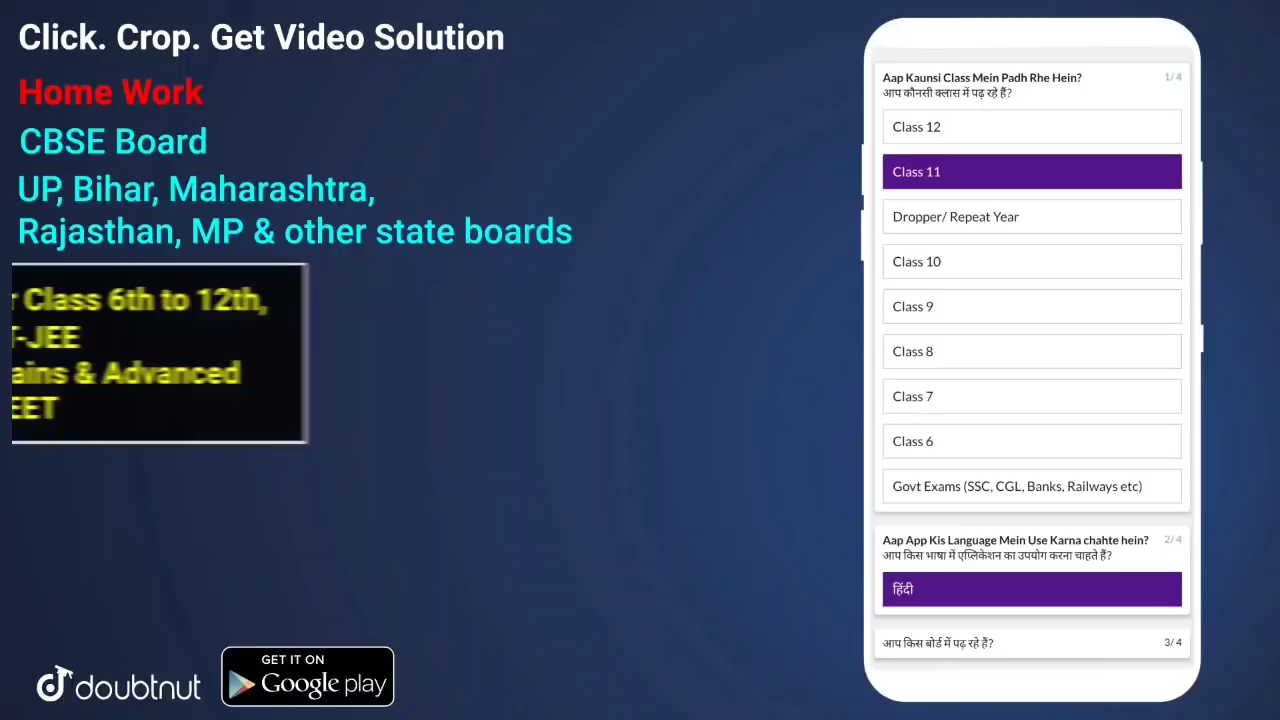 Click. Crop. Get Video Solution
Home Work
CBSE Board
UP, Bihar, Maharashtra,
Rajasthan, MP & other state boards
r Class 6th to 12th,
T-JEE
ains & Advanced
EET
doubtnut
GET IT ON
Google play
Aap Kaunsi Class Mein Padh Rhe Hein? 1/4
आप कौनसी क्लास में पढ़ रहे हैं?
Class 12
Class 11
Dropper/ Repeat Year
Class 10
Class 9
Class 8
Class 7
Class 6
Govt Exams (SSC, CGL, Banks, Railways etc)
Aap App Kis Language Mein Use Karna chahte hein? 2/4
आप किस भाषा में एप्लिकेशन का उपयोग करना चाहते हैं?
हिंदी
आप किस बोर्ड में पढ़ रहे हैं? 3/4